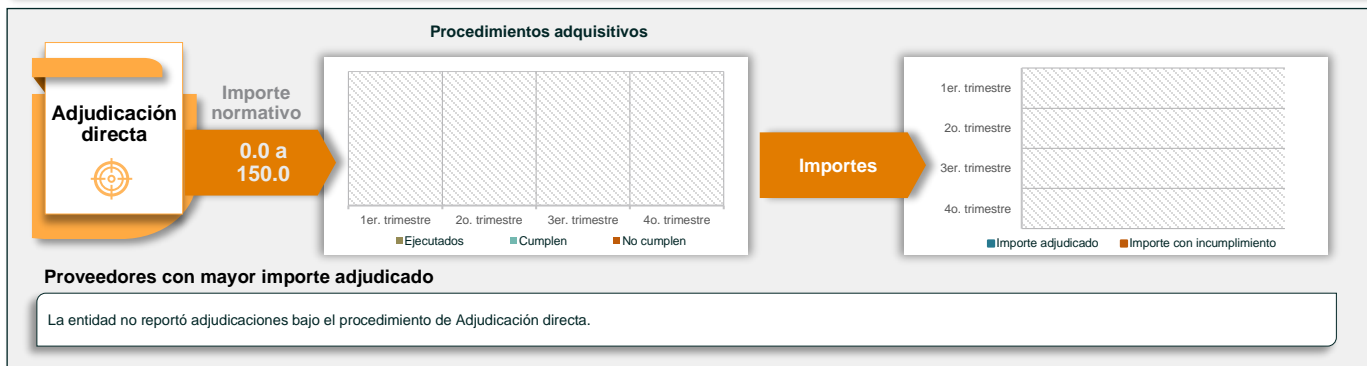 Procedimientos adquisitivos
Adjudicación
directa
Importe
normativo
0.0 a
150.0
1er. trimestre 2o. trimestre 3er. trimestre 4o. trimestre
Ejecutados Cumplen No cumplen
Importes
1er. trimestre
2o. trimestre
3er. trimestre
4o. trimestre
Importe adjudicado Importe con incumplimiento
Proveedores con mayor importe adjudicado
La entidad no reportó adjudicaciones bajo el procedimiento de Adjudicación directa.